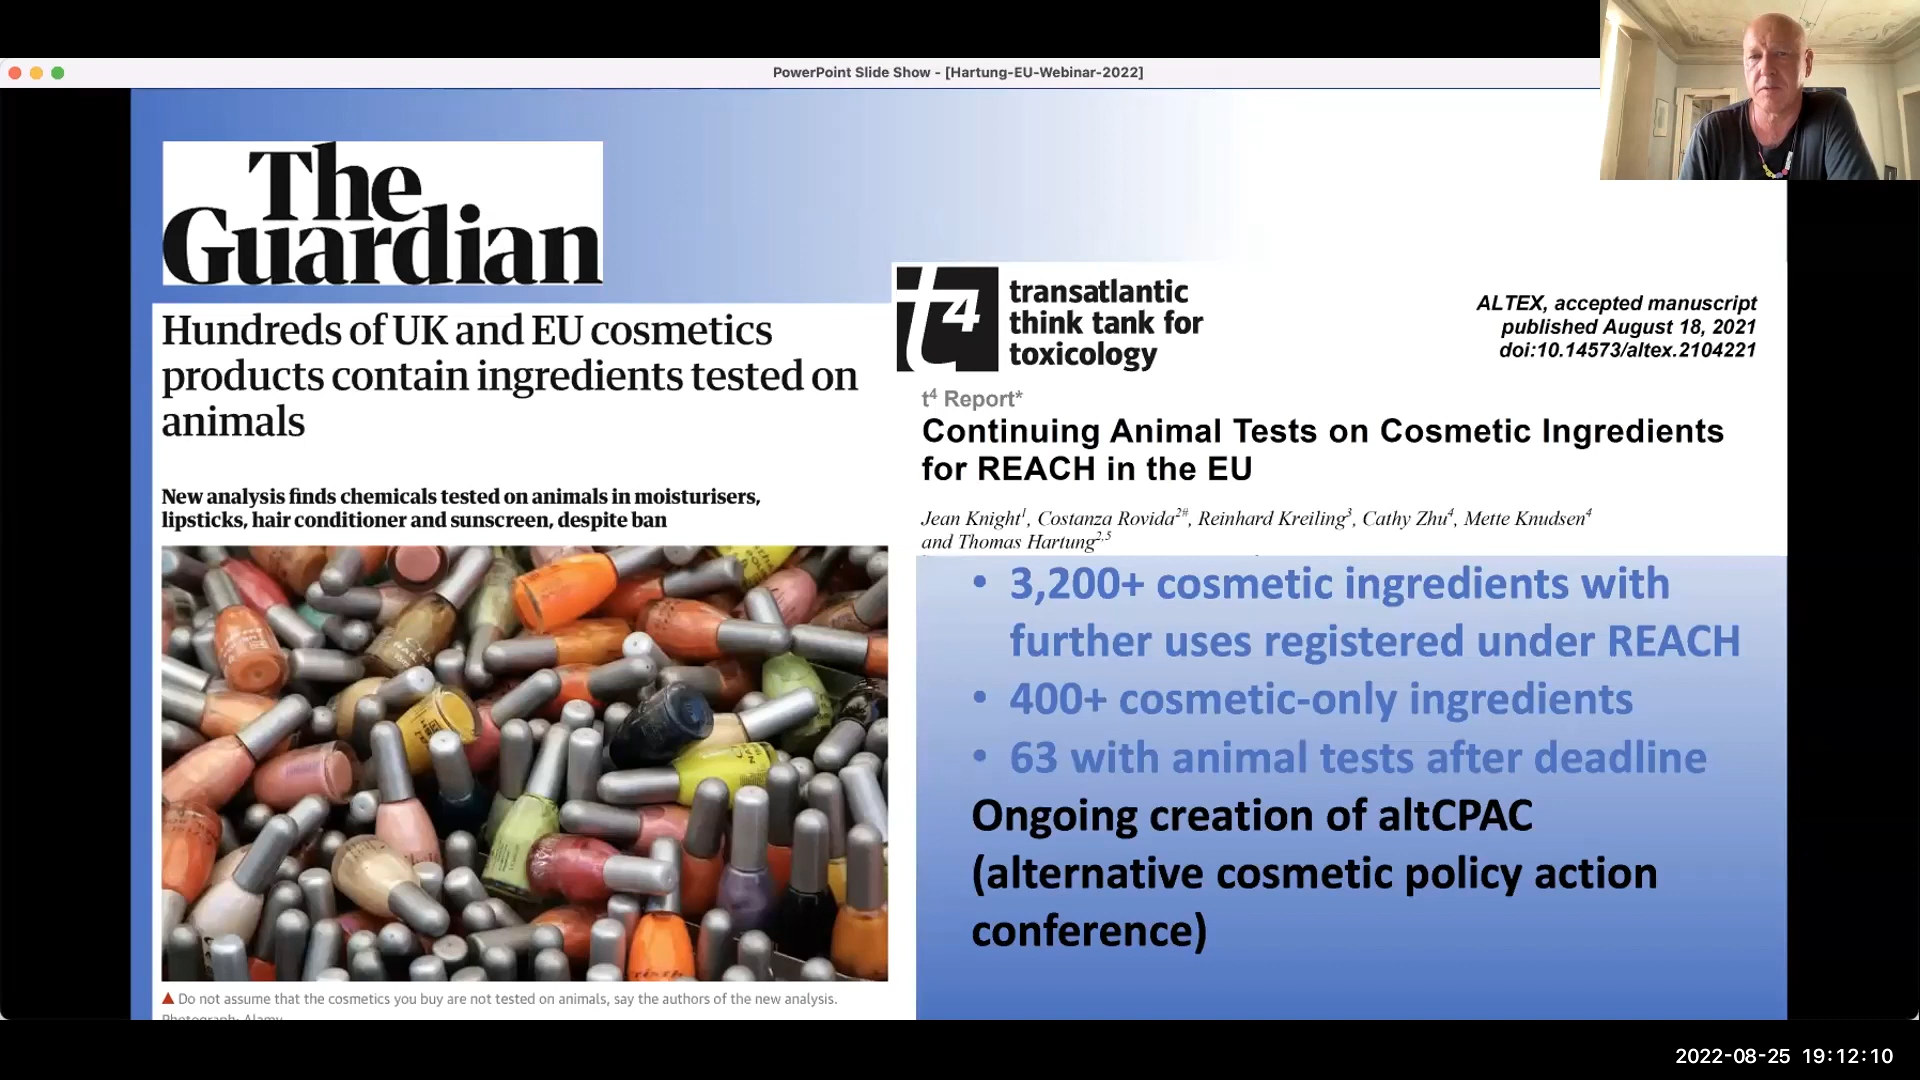 PowerPoint Slide Show - [Hartung-EU-Webinar-2022]
The
Guardian
Hundreds of UK and EU cosmetics
products contain ingredients tested on
animals
New analysis finds chemicals tested on animals in moisturisers,
lipsticks, hair conditioner and sunscreen, despite ban
▲ Do not assume that the cosmetics you buy are not tested on animals, say the authors of the new analysis.
Photograph: Alamy
t4
transatlantic
think tank for
toxicology
ALTEX, accepted manuscript
published August 18, 2021
doi:10.14573/altex.2104221
t⁴ Report*
Continuing Animal Tests on Cosmetic Ingredients
for REACH in the EU
Jean Knight¹, Costanza Rovida²#, Reinhard Kreiling³, Cathy Zhu⁴, Mette Knudsen⁴
and Thomas Hartung²,⁵
• 3,200+ cosmetic ingredients with
further uses registered under REACH
• 400+ cosmetic-only ingredients
• 63 with animal tests after deadline
Ongoing creation of altCPAC
(alternative cosmetic policy action
conference)
2022-08-25 19:12:10